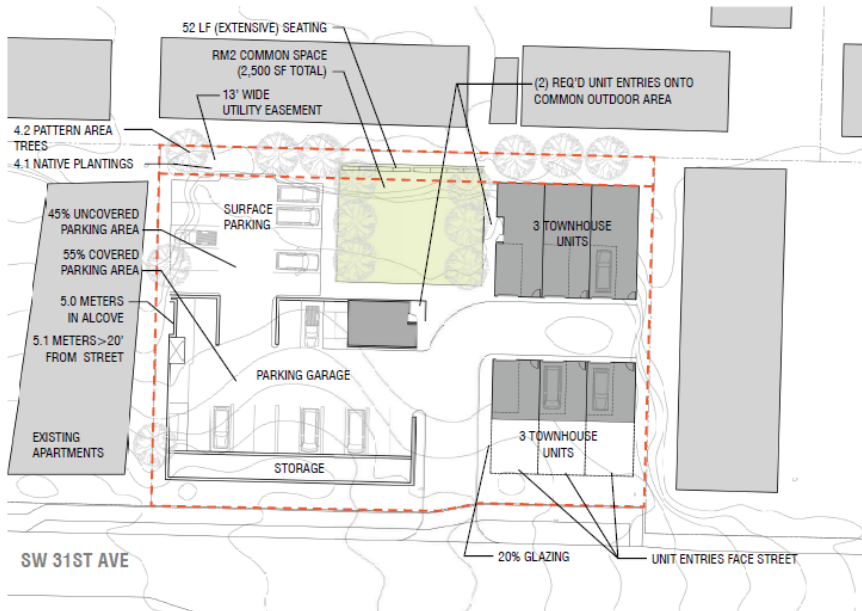 52 LF (EXTENSIVE) SEATING
RM2 COMMON SPACE
(2,500 SF TOTAL)
(2) REQ'D UNIT ENTRIES ONTO
COMMON OUTDOOR AREA
13' WIDE
UTILITY EASEMENT
4.2 PATTERN AREA
TREES
4.1 NATIVE PLANTINGS
45% UNCOVERED
PARKING AREA
SURFACE
PARKING
3 TOWNHOUSE
UNITS
55% COVERED
PARKING AREA
5.0 METERS
IN ALCOVE
5.1 METERS>20'
FROM STREET
PARKING GARAGE
EXISTING
APARTMENTS
3 TOWNHOUSE
UNITS
STORAGE
SW 31ST AVE
20% GLAZING
UNIT ENTRIES FACE STREET